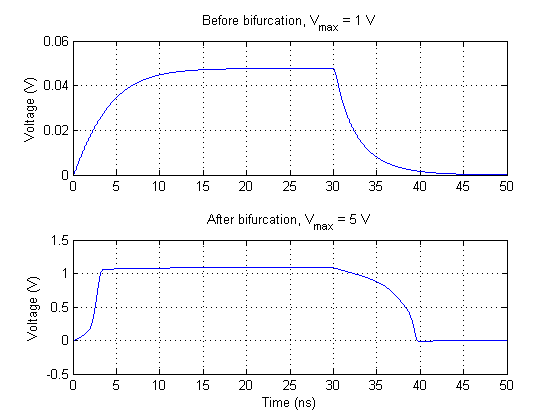 Before bifurcation, Vmax = 1 V
0.06
0.04
0.02
0
Voltage (V)
0 5 10 15 20 25 30 35 40 45 50
After bifurcation, Vmax = 5 V
1.5
1
0.5
0
-0.5
Voltage (V)
0 5 10 15 20 25 30 35 40 45 50
Time (ns)